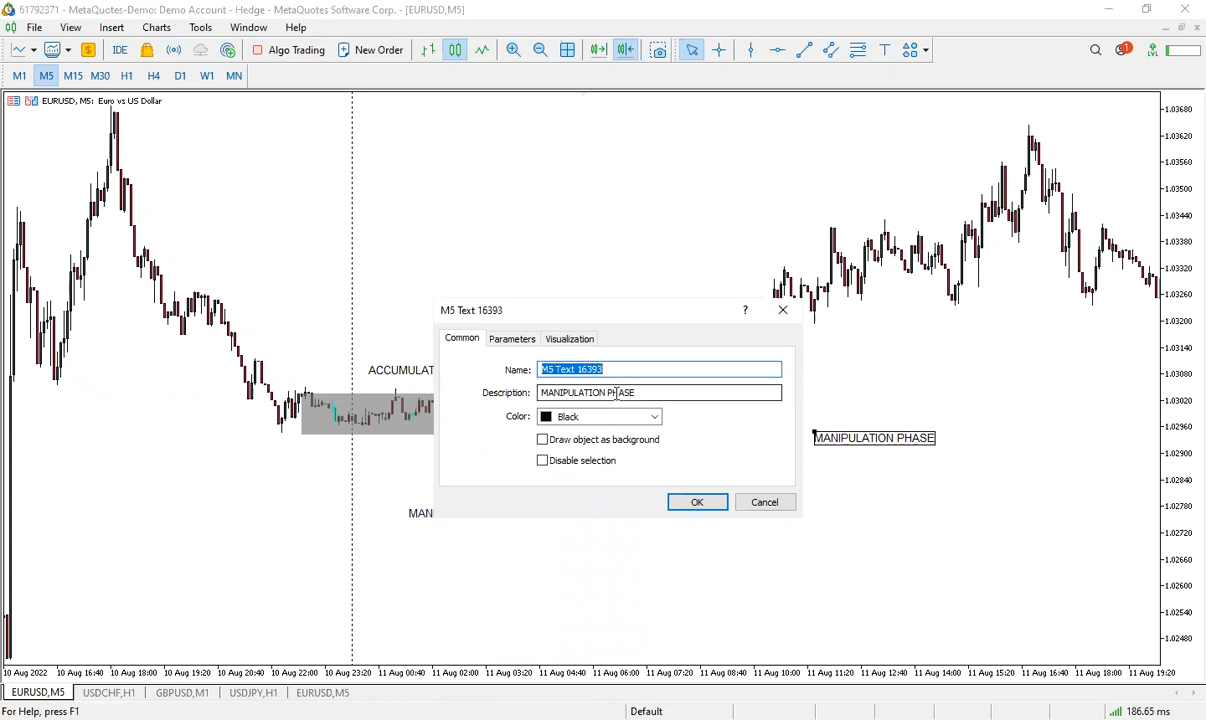 61792371 - MetaQuotes-Demo: Demo Account - Hedge - MetaQuotes Software Corp. - [EURUSD,M5]
File View Insert Charts Tools Window Help
IDE Algo Trading New Order 1 LVL
M1 M5 M15 M30 H1 H4 D1 W1 MN
EURUSD, M5: Euro vs US Dollar
1.03680
1.03620
1.03560
1.03500
1.03440
1.03380
1.03320
1.03260
1.03200
1.03140
1.03080
1.03020
1.02960
1.02900
1.02840
1.02780
1.02720
1.02660
1.02600
1.02540
1.02480
M5 Text 16393 ?
Common Parameters Visualization
Name: M5 Text 16393
Description: MANIPULATION PHASE
Color: Black
Draw object as background
Disable selection
OK Cancel
ACCUMULAT
MAN
MANIPULATION PHASE
10 Aug 2022 10 Aug 16:40 10 Aug 18:00 10 Aug 19:20 10 Aug 20:40 10 Aug 22:00 10 Aug 23:20 11 Aug 00:40 11 Aug 02:00 11 Aug 03:20 11 Aug 04:40 11 Aug 06:00 11 Aug 07:20 11 Aug 08:40 11 Aug 10:00 11 Aug 11:20 11 Aug 12:40 11 Aug 14:00 11 Aug 15:20 11 Aug 16:40 11 Aug 18:00 11 Aug 19:20
EURUSD,M5 USDCHF,H1 GBPUSD,M1 USDJPY,H1 EURUSD,M5
For Help, press F1 Default 186.65 ms